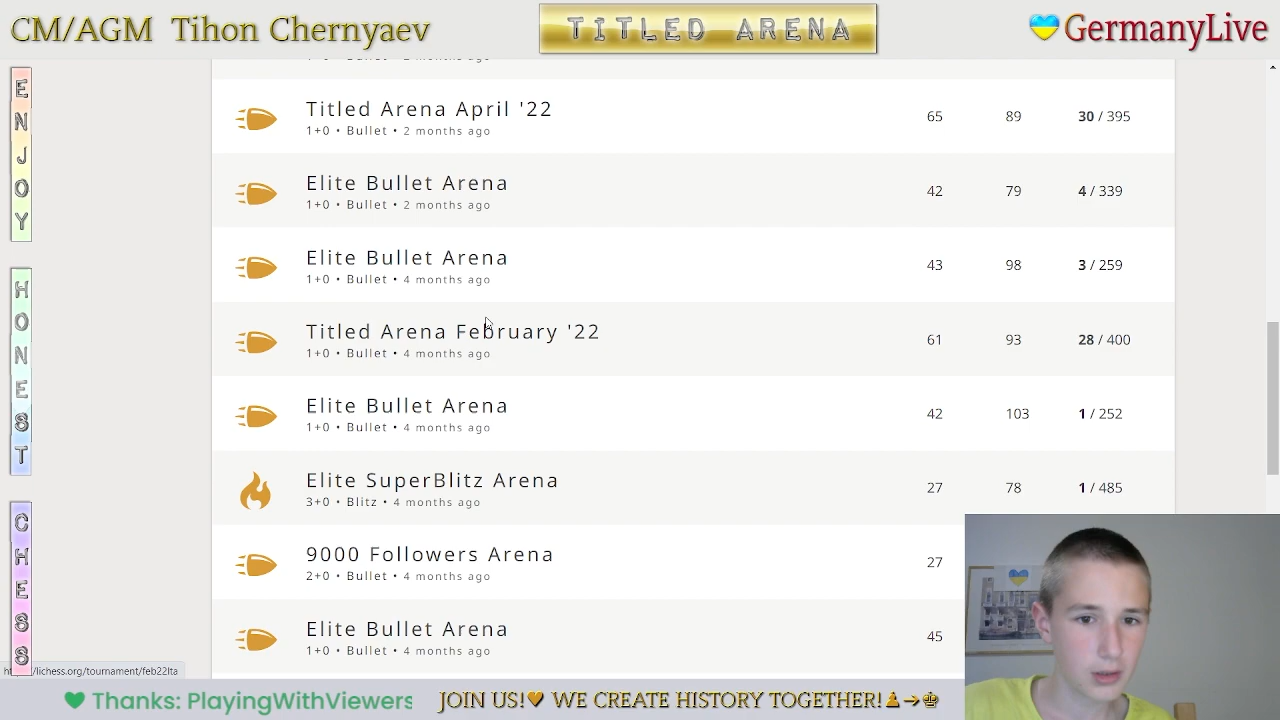 CM/AGM Tihon Chernyaev
TITLED ARENA
GermanyLive
ENJOY
HONEST
CHESS
Titled Arena April '22
65 89 30 / 395
1+0 • Bullet • 2 months ago
Elite Bullet Arena
42 79 4 / 339
1+0 • Bullet • 2 months ago
Elite Bullet Arena
43 98 3 / 259
1+0 • Bullet • 4 months ago
Titled Arena February '22
61 93 28 / 400
1+0 • Bullet • 4 months ago
Elite Bullet Arena
42 103 1 / 252
1+0 • Bullet • 4 months ago
Elite SuperBlitz Arena
27 78 1 / 485
3+0 • Blitz • 4 months ago
9000 Followers Arena
27
2+0 • Bullet • 4 months ago
Elite Bullet Arena
45
1+0 • Bullet • 4 months ago
/lichess.org/tournament/feb22lta
Thanks: PlayingWithViewers
JOIN US! WE CREATE HISTORY TOGETHER!